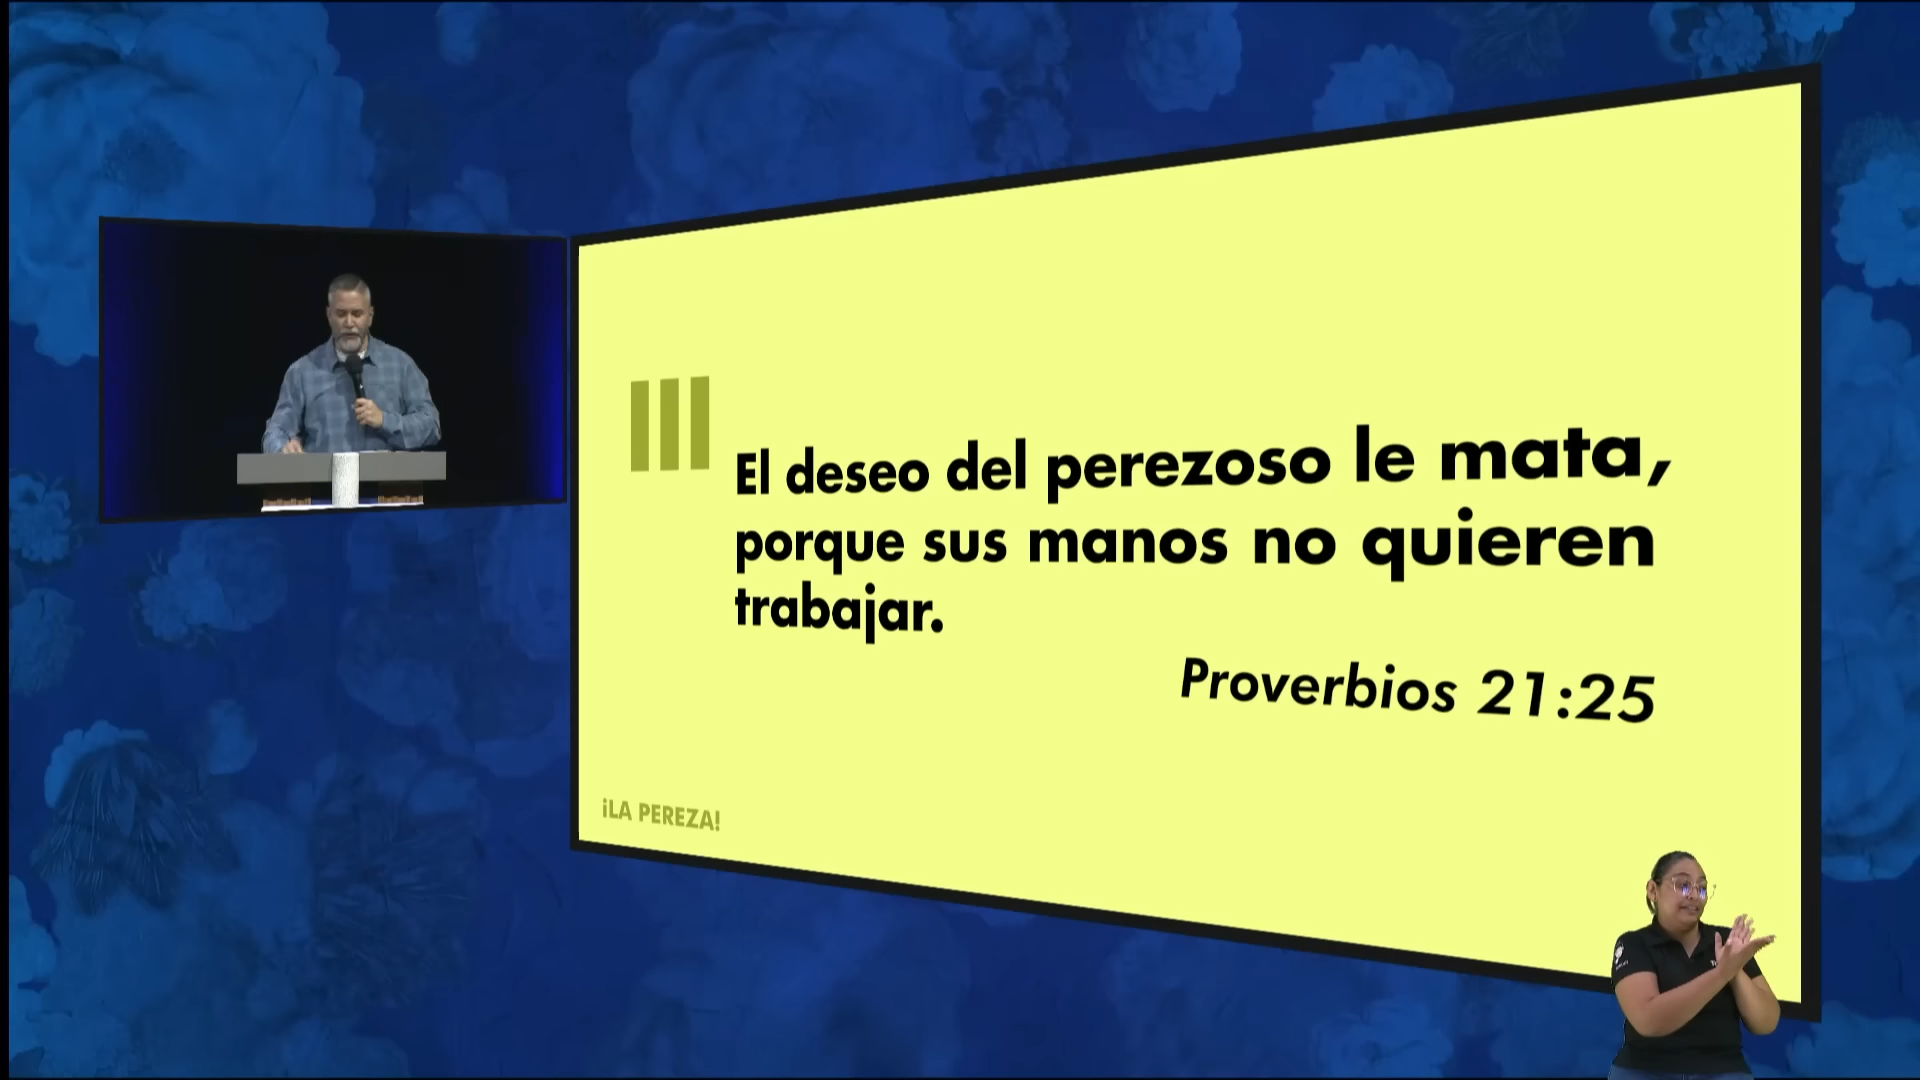 El deseo del perezoso le mata,
porque sus manos no quieren
trabajar.
Proverbios 21:25
¡LA PEREZA!